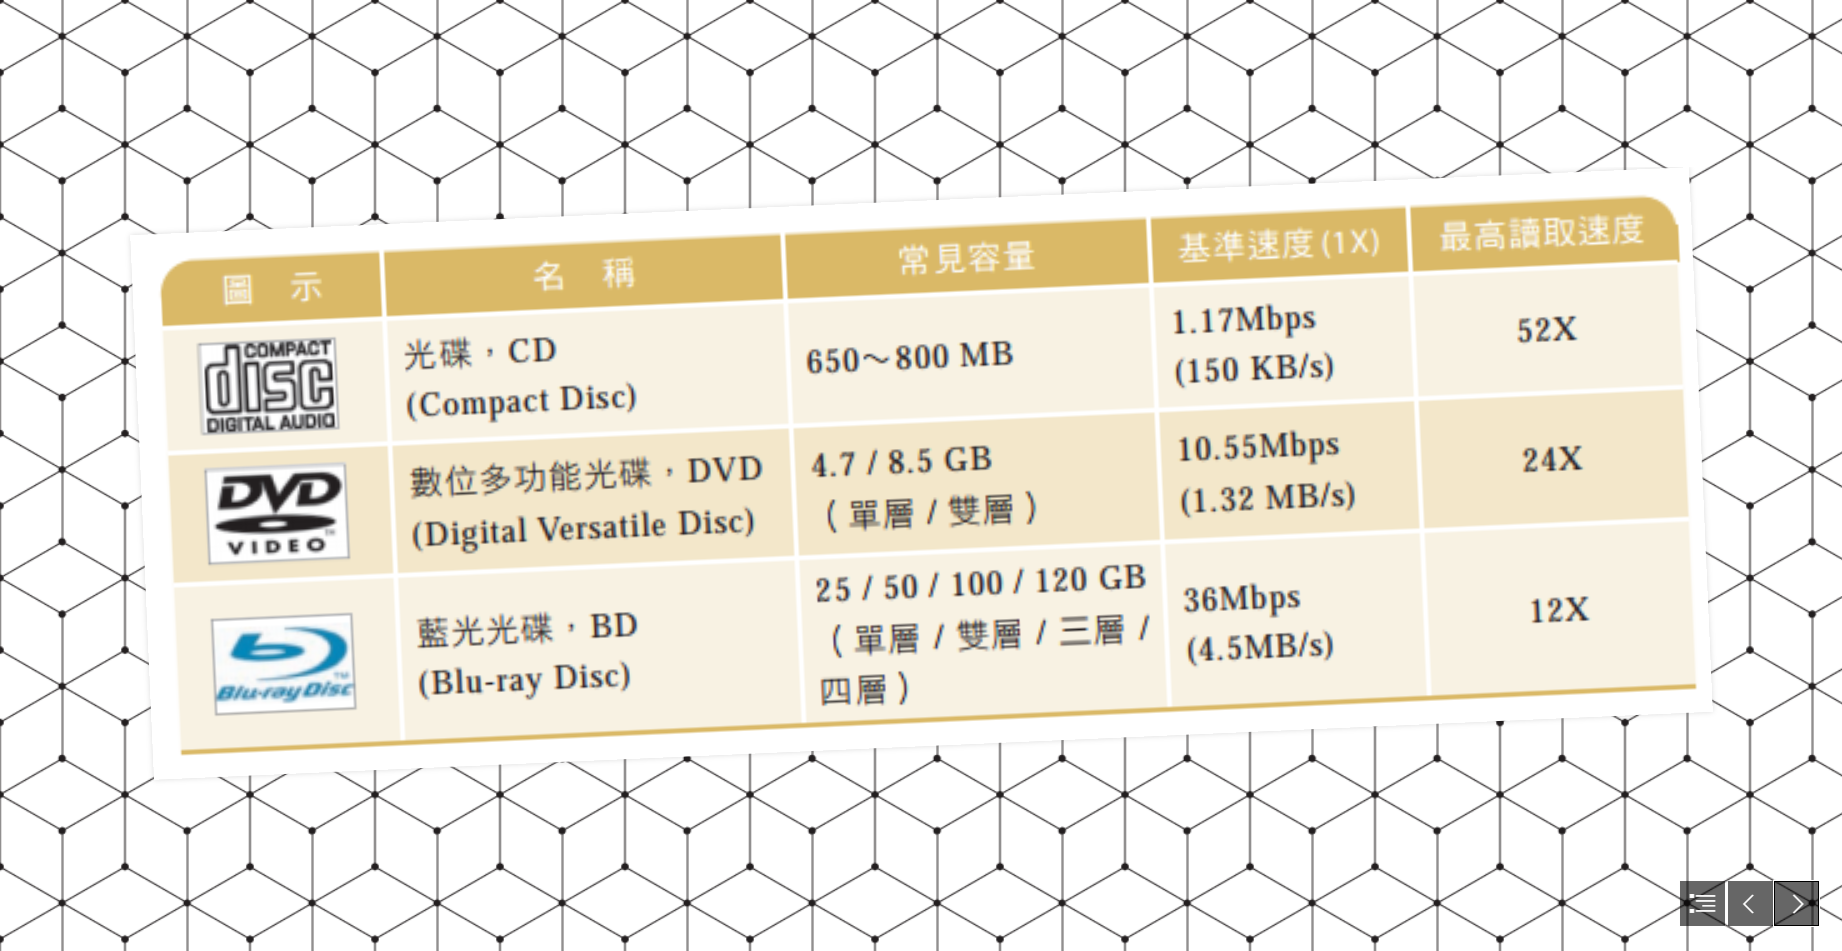 圖 示
名 稱
常見容量
基準速度(1X)
最高讀取速度
COMPACT
disc
DIGITAL AUDIO
光碟，CD
(Compact Disc)
650～800 MB
1.17Mbps
(150 KB/s)
52X
DVD
VIDEO
數位多功能光碟，DVD
(Digital Versatile Disc)
4.7 / 8.5 GB
（單層 / 雙層）
10.55Mbps
(1.32 MB/s)
24X
Blu-ray Disc
TM
藍光光碟，BD
(Blu-ray Disc)
25 / 50 / 100 / 120 GB
（單層 / 雙層 / 三層 /
四層）
36Mbps
(4.5MB/s)
12X